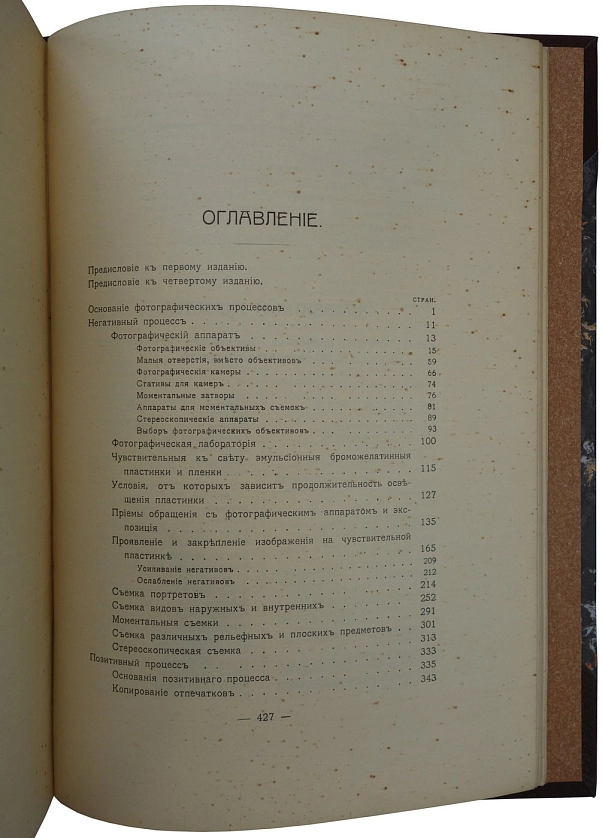 ОГЛАВЛЕНІЕ.
Предисловіе къ первому изданію.
Предисловіе къ четвертому изданію.
СТРАН.
Основаніе фотографическихъ процессовъ . . . . . . . . . . 1
Негативный процессъ . . . . . . . . . . 11
Фотографическій аппаратъ . . . . . . . . . . 13
Фотографическіе объективы . . . . . . . . . . 15
Малыя отверстія, вмѣсто объективовъ . . . . . . . . . . 59
Фотографическія камеры . . . . . . . . . . 66
Стативы для камеръ . . . . . . . . . . 74
Моментальные затворы . . . . . . . . . . 76
Аппараты для моментальныхъ съемокъ . . . . . . . . . . 81
Стереоскопическіе аппараты . . . . . . . . . . 89
Выборъ фотографическихъ объективовъ . . . . . . . . . . 93
Фотографическая лабораторія . . . . . . . . . . 100
Чувствительныя къ свѣту эмульсіонныя броможелатинныя
пластинки и пленки . . . . . . . . . . 115
Условія, отъ которыхъ зависитъ продолжительность освѣ-
щенія пластинки . . . . . . . . . . 127
Пріемы обращенія съ фотографическимъ аппаратомъ и экс-
позиція . . . . . . . . . . 135
Проявленіе и закрѣпленіе изображенія на чувствительной
пластинкѣ . . . . . . . . . . 165
Усиливаніе негативовъ . . . . . . . . . . 209
Ослабленіе негативовъ . . . . . . . . . . 212
Съемка портретовъ . . . . . . . . . . 214
Съемка видовъ наружныхъ и внутреннихъ . . . . . . . . . . 252
Моментальныя съемки . . . . . . . . . . 291
Съемка различныхъ рельефныхъ и плоскихъ предметовъ . . 301
Стереоскопическая съемка . . . . . . . . . . 313
Позитивный процессъ . . . . . . . . . . 333
Основанія позитивнаго процесса . . . . . . . . . . 335
Копированіе отпечатковъ . . . . . . . . . . 343
— 427 —